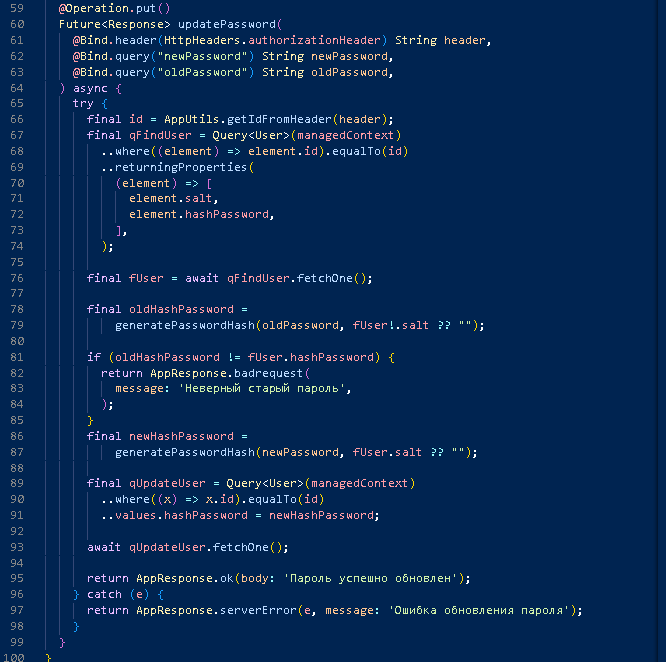 59 @Operation.put()
60 Future<Response> updatePassword(
61 @Bind.header(HttpHeaders.authorizationHeader) String header,
62 @Bind.query("newPassword") String newPassword,
63 @Bind.query("oldPassword") String oldPassword,
64 ) async {
65 try {
66 final id = AppUtils.getIdFromHeader(header);
67 final qFindUser = Query<User>(managedContext)
68 ..where((element) => element.id).equalTo(id)
69 ..returningProperties(
70 (element) => [
71 element.salt,
72 element.hashPassword,
73 ],
74 );
75
76 final fUser = await qFindUser.fetchOne();
77
78 final oldHashPassword =
79 generatePasswordHash(oldPassword, fUser!.salt ?? "");
80
81 if (oldHashPassword != fUser.hashPassword) {
82 return AppResponse.badrequest(
83 message: 'Неверный старый пароль',
84 );
85 }
86 final newHashPassword =
87 generatePasswordHash(newPassword, fUser.salt ?? "");
88
89 final qUpdateUser = Query<User>(managedContext)
90 ..where((x) => x.id).equalTo(id)
91 ..values.hashPassword = newHashPassword;
92
93 await qUpdateUser.fetchOne();
94
95 return AppResponse.ok(body: 'Пароль успешно обновлен');
96 } catch (e) {
97 return AppResponse.serverError(e, message: 'Ошибка обновления пароля');
98 }
99 }
100 }